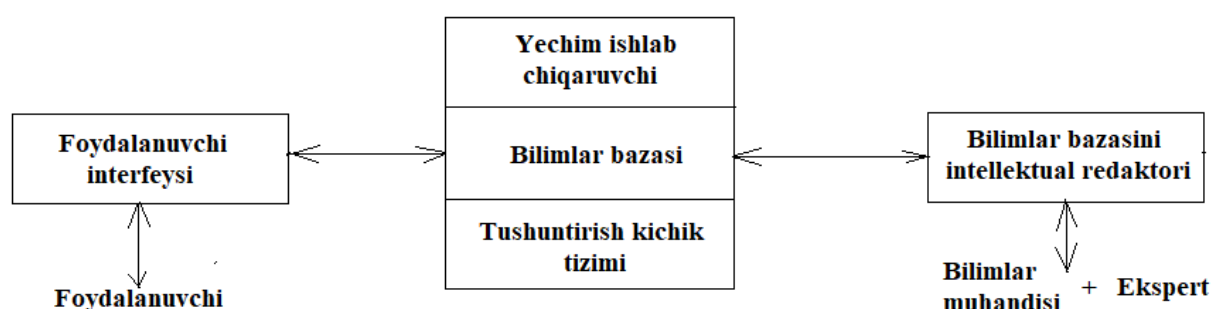 Yechim ishlab
chiqaruvchi
Foydalanuvchi
interfeysi
Bilimlar bazasi
Bilimlar bazasini
intellektual redaktori
Tushuntirish kichik
tizimi
Foydalanuvchi
Bilimlar
muhandisi + Ekspert